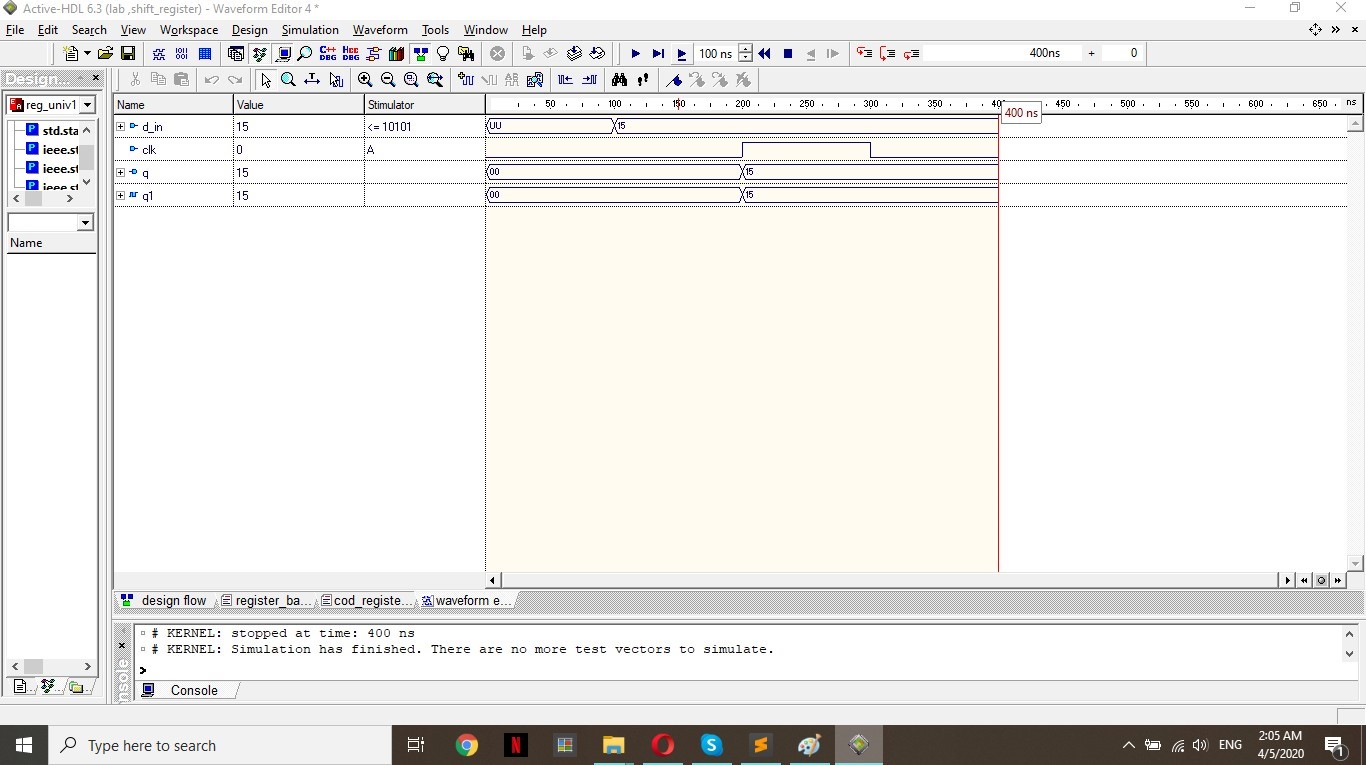 Active-HDL 6.3 (lab ,shift_register) - Waveform Editor 4 *
File Edit Search View Workspace Design Simulation Waveform Tools Window Help
C++ DBG
100 ns
400ns + 0
Design...
reg_univ1
std.sta
ieee.st
ieee.st
ieee.st
Name
Name Value Stimulator
50 100 150 200 250 300 350 400 450 500 550 600 650 ns
400 ns
d_in 15 <= 10101 UU 15
clk 0 A
q 15 00 15
q1 15 00 15
design flow register_ba... cod_registe... waveform e...
# KERNEL: stopped at time: 400 ns
# KERNEL: Simulation has finished. There are no more test vectors to simulate.
>
Console
Type here to search
ENG
2:05 AM
4/5/2020
1